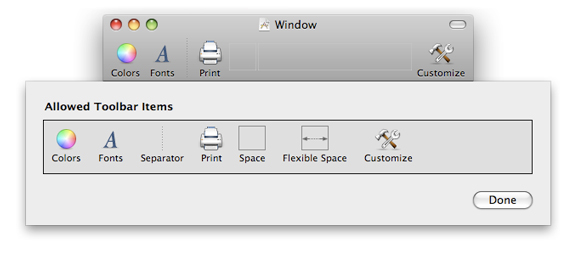 Window
Colors Fonts Print Customize
Allowed Toolbar Items
Colors Fonts Separator Print Space Flexible Space Customize
Done